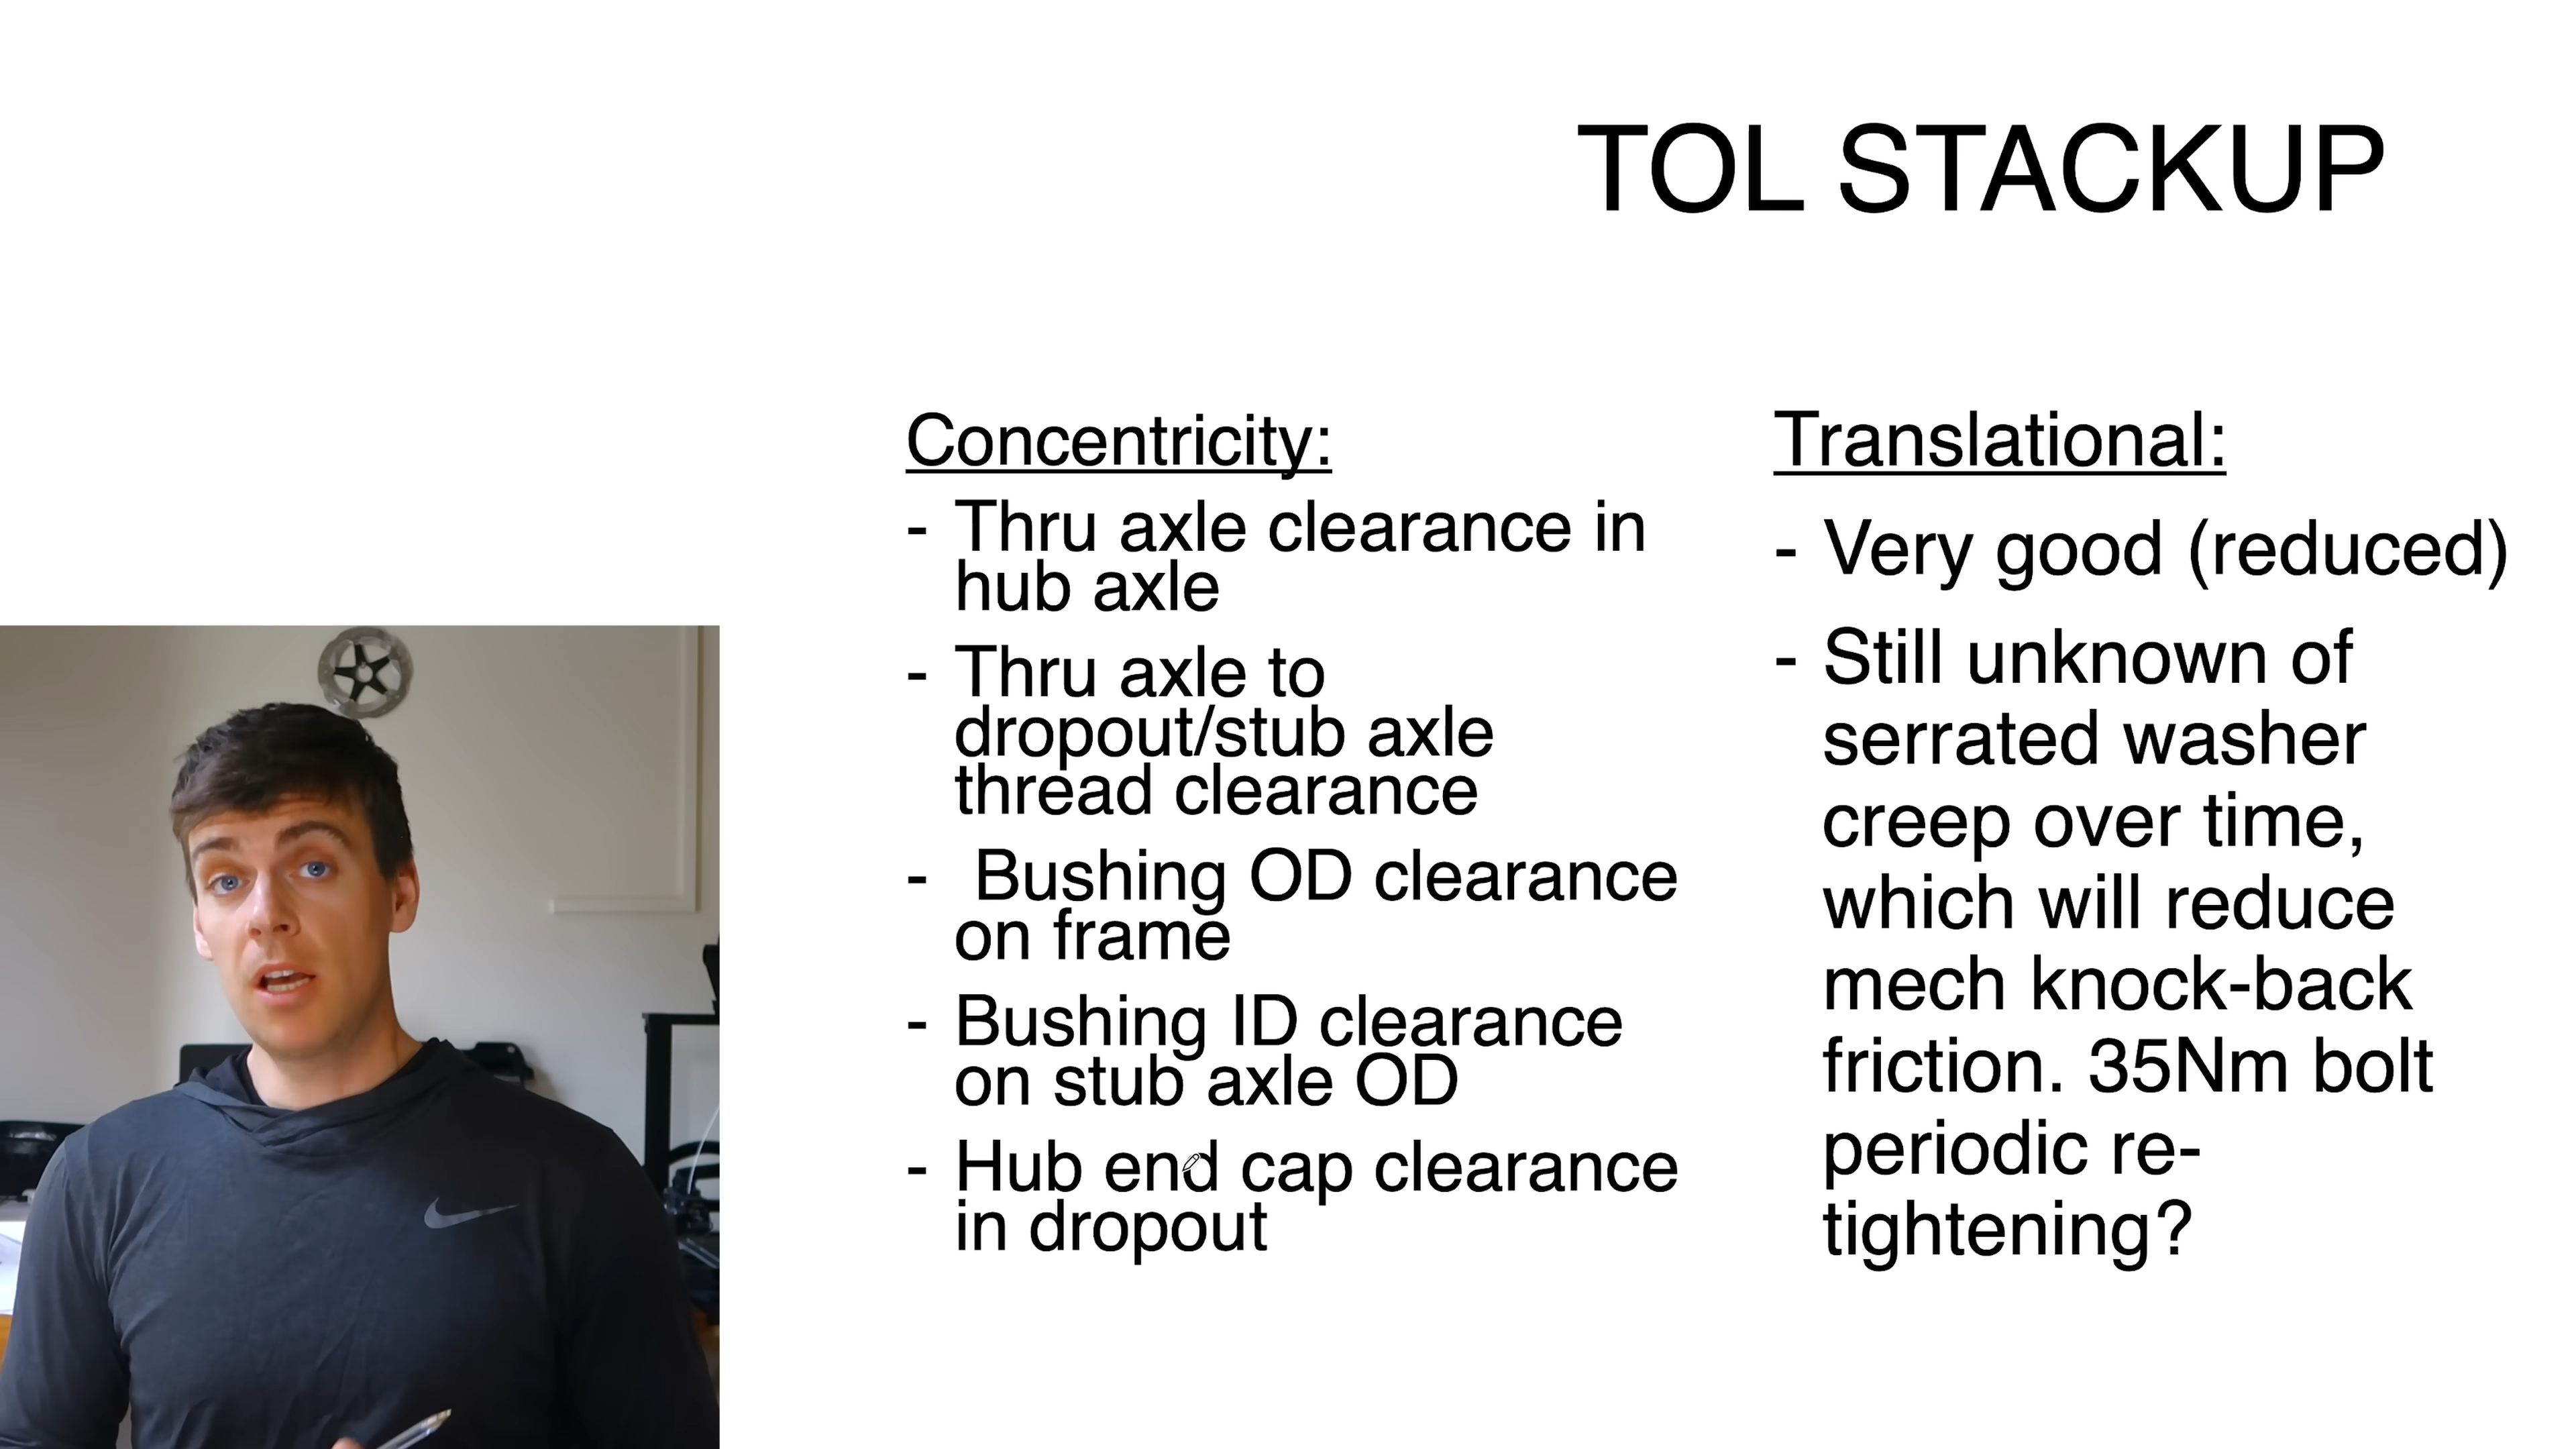 TOL STACKUP
Concentricity:
- Thru axle clearance in
hub axle
- Thru axle to
dropout/stub axle
thread clearance
- Bushing OD clearance
on frame
- Bushing ID clearance
on stub axle OD
- Hub end cap clearance
in dropout
Translational:
- Very good (reduced)
- Still unknown of
serrated washer
creep over time,
which will reduce
mech knock-back
friction. 35Nm bolt
periodic re-
tightening?